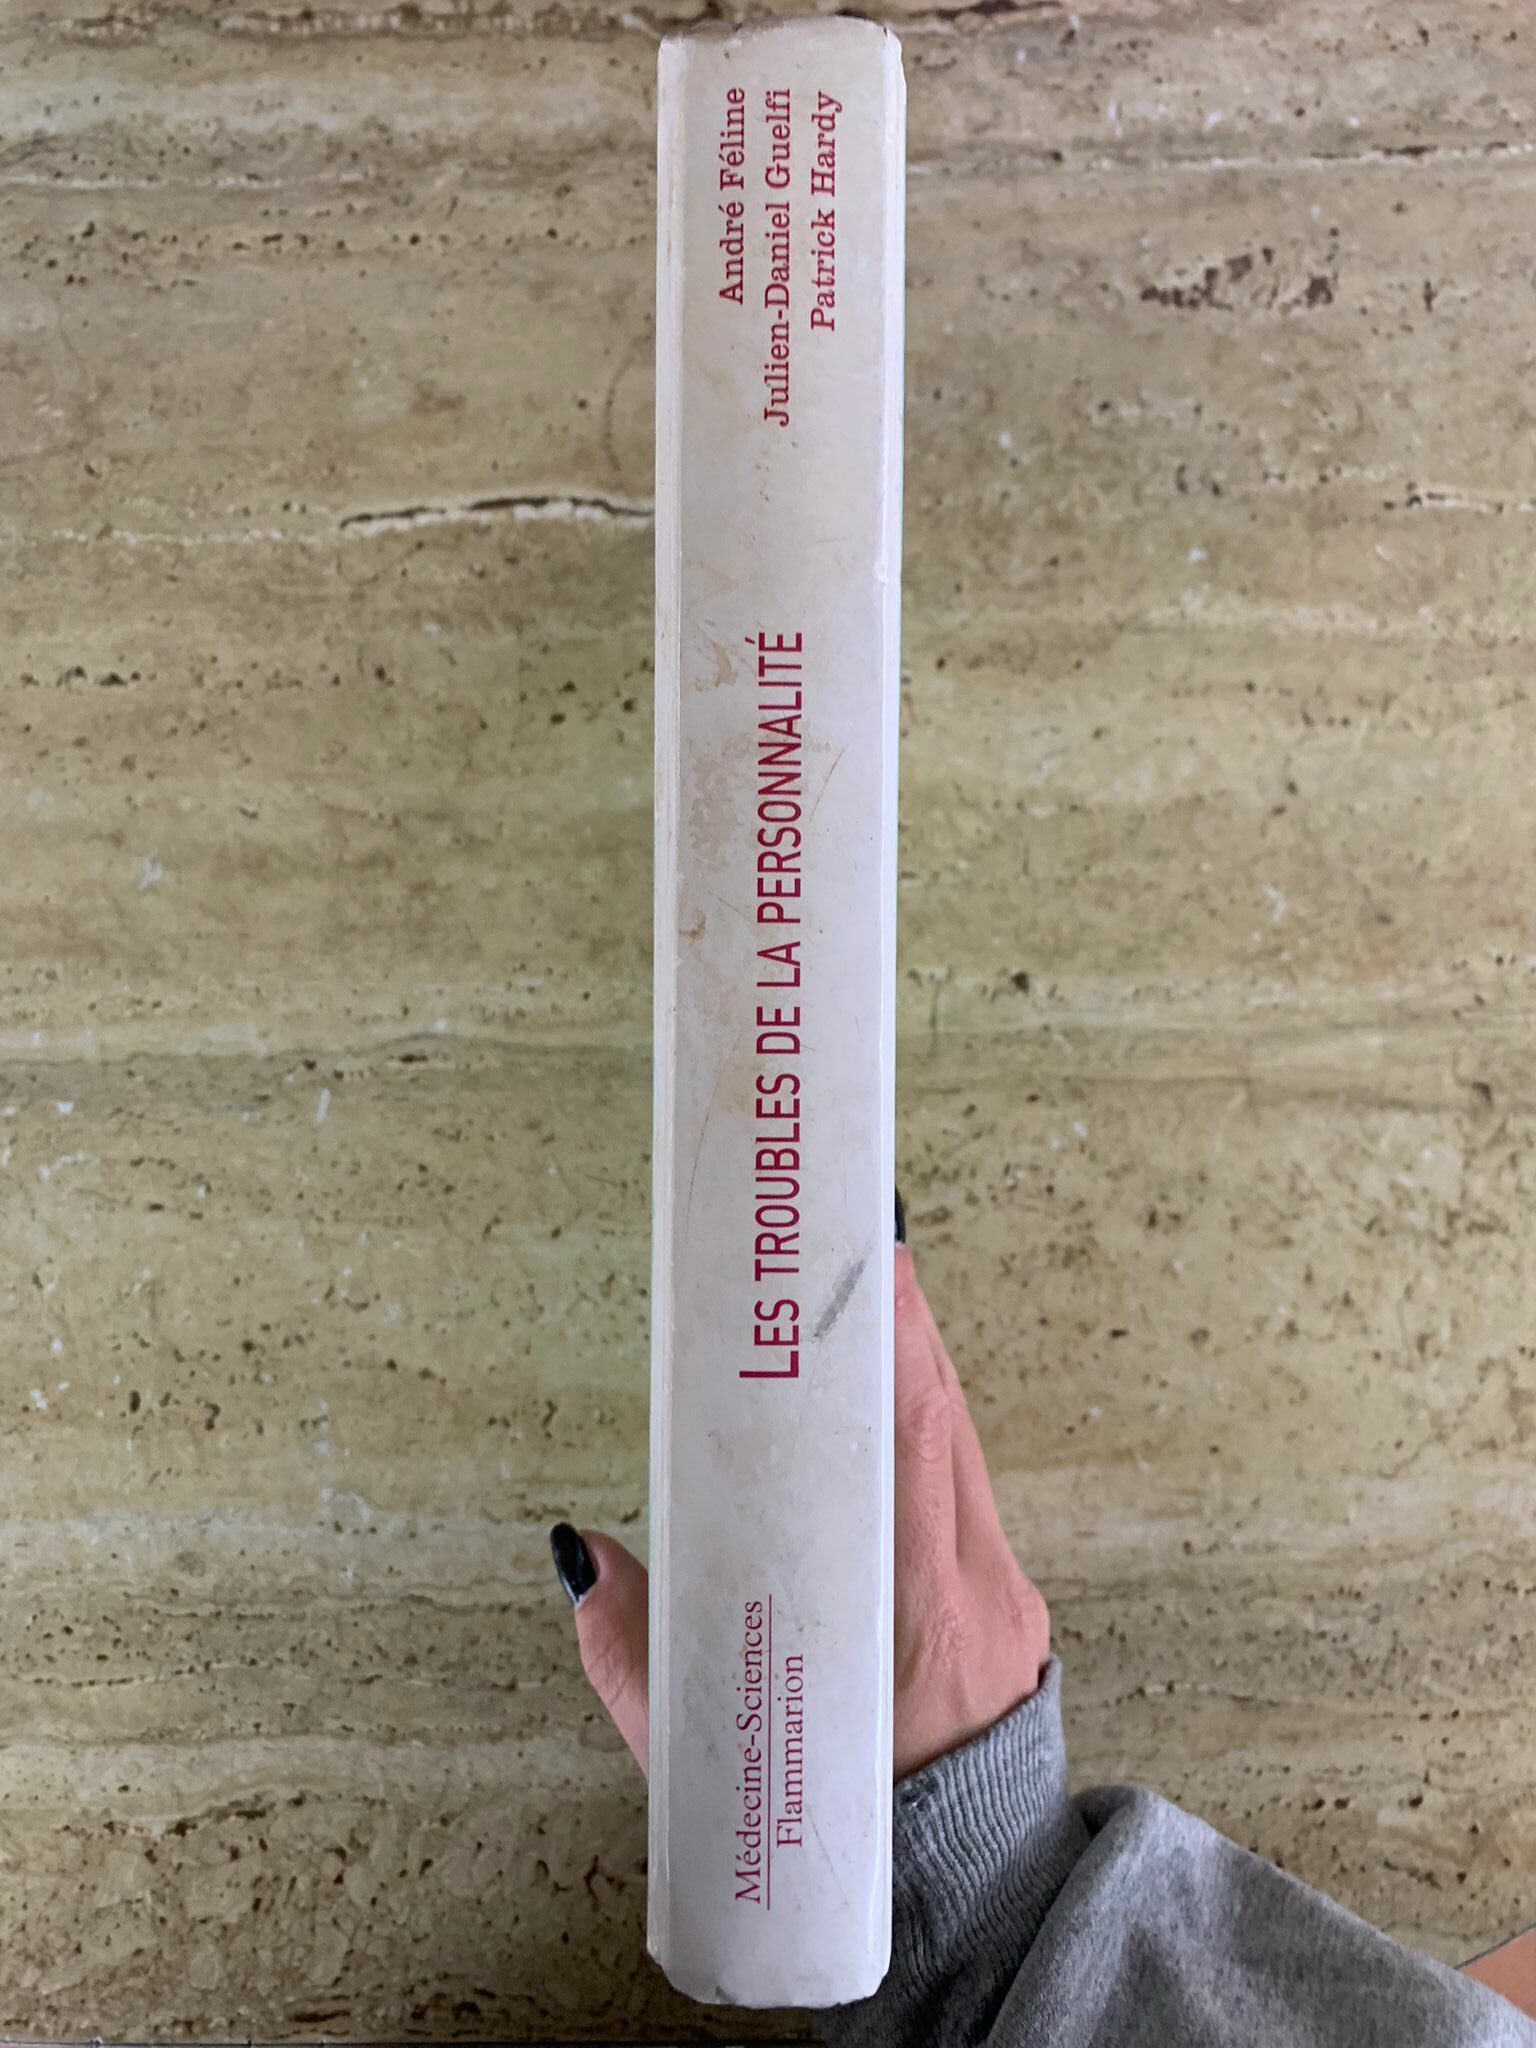 André Féline
Julien-Daniel Guelfi
Patrick Hardy
LES TROUBLES DE LA PERSONNALITÉ
Médecine-Sciences
Flammarion